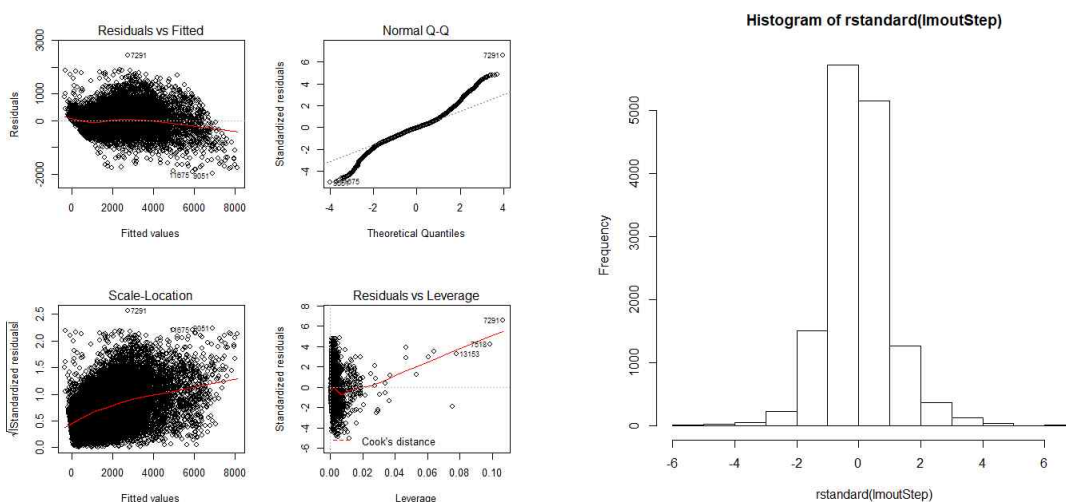 Residuals vs Fitted
3000
1000
0
-2000
Residuals
7291
11675 9051
0 2000 4000 6000 8000
Fitted values
Normal Q-Q
6
4
2
0
-2
-4
Standardized residuals
7291
-4 -2 0 2 4
Theoretical Quantiles
Scale-Location
2.5
2.0
1.5
1.0
0.5
0.0
√|Standardized residuals|
7291
11675 9051
0 2000 4000 6000 8000
Fitted values
Residuals vs Leverage
8
6
4
2
0
-2
-4
-6
Standardized residuals
7291
7518
13153
Cook's distance
0.00 0.02 0.04 0.06 0.08 0.10
Leverage
Histogram of rstandard(lmoutStep)
5000
4000
3000
2000
1000
0
Frequency
-6 -4 -2 0 2 4 6
rstandard(lmoutStep)